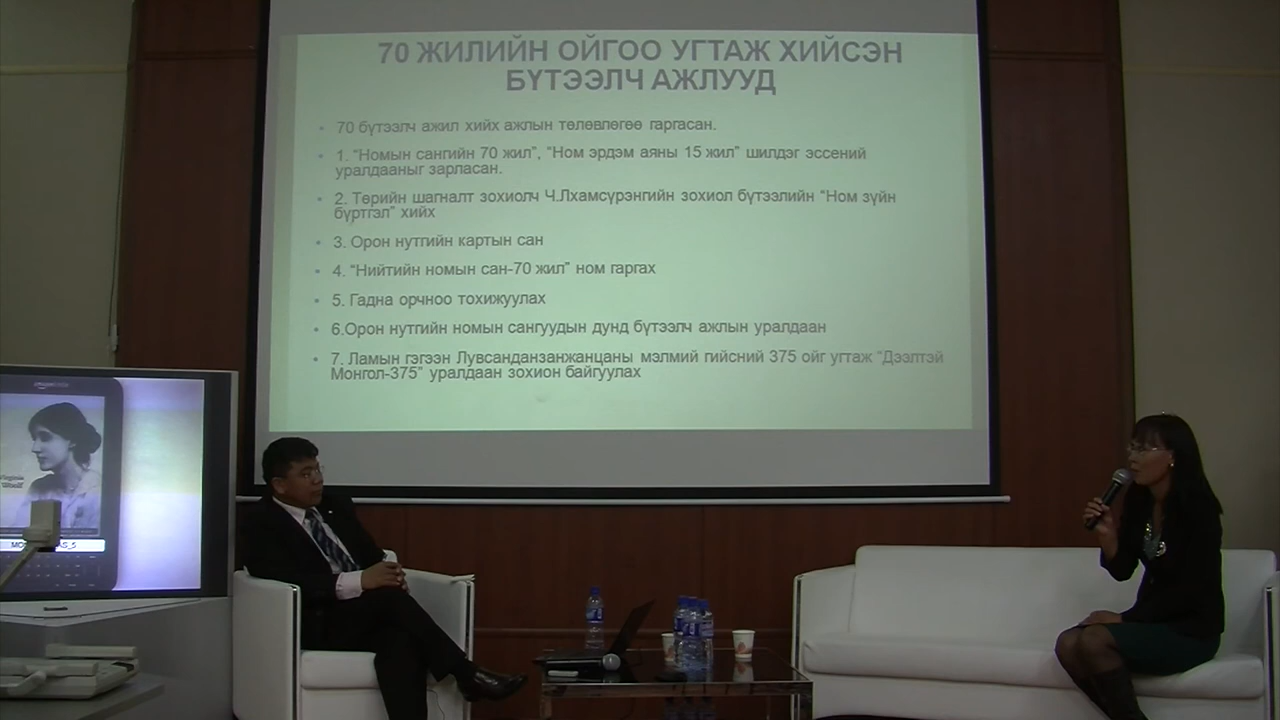 70 ЖИЛИЙН ОЙГОО УГТАЖ ХИЙСЭН
БҮТЭЭЛЧ АЖЛУУД
70 бүтээлч ажил хийх ажлын төлөвлөгөө гаргасан.
1. “Номын сангийн 70 жил”, “Ном эрдэм аяны 15 жил” шилдэг эссений
уралдааныг зарласан.
2. Төрийн шагналт зохиолч Ч.Лхамсүрэнгийн зохиол бүтээлийн “Ном зүйн
бүртгэл” хийх
3. Орон нутгийн картын сан
4. “Нийтийн номын сан-70 жил” ном гаргах
5. Гадна орчноо тохижуулах
6.Орон нутгийн номын сангуудын дунд бүтээлч ажлын уралдаан
7. Ламын гэгээн Лувсанданзанжанцаны мэлмий гийсний 375 ойг угтаж “Дээлтэй
Монгол-375” уралдаан зохион байгуулах
amazon
Woolf